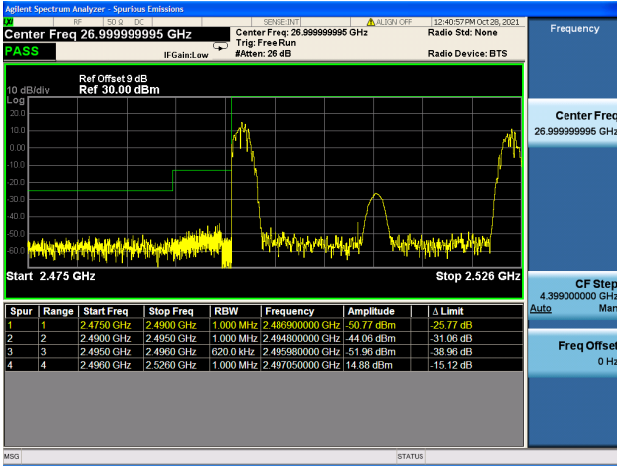 Agilent Spectrum Analyzer - Spurious Emissions
RF 50 Ω DC SENSE:INT ALIGN OFF 12:40:57 PM Oct 28, 2021
Center Freq 26.999999995 GHz Center Freq: 26.999999995 GHz Radio Std: None
Trig: Free Run
PASS IFGain:Low #Atten: 26 dB Radio Device: BTS
Frequency
Ref Offset 9 dB
10 dB/div Ref 30.00 dBm
Log
20.0
10.0
0.00
-10.0
-20.0
-30.0
-40.0
-50.0
-60.0
Start 2.475 GHz Stop 2.526 GHz
Center Freq
26.999999995 GHz
CF Step
4.399000000 GHz
Auto Man
Freq Offset
0 Hz
Spur Range Start Freq Stop Freq RBW Frequency Amplitude Δ Limit
1 1 2.4750 GHz 2.4900 GHz 1.000 MHz 2.486900000 GHz -50.77 dBm -25.77 dB
2 2 2.4900 GHz 2.4950 GHz 1.000 MHz 2.494800000 GHz -44.06 dBm -31.06 dB
3 3 2.4950 GHz 2.4960 GHz 620.0 kHz 2.495980000 GHz -51.96 dBm -38.96 dB
4 4 2.4960 GHz 2.5260 GHz 1.000 MHz 2.497050000 GHz 14.88 dBm -15.12 dB
MSG STATUS